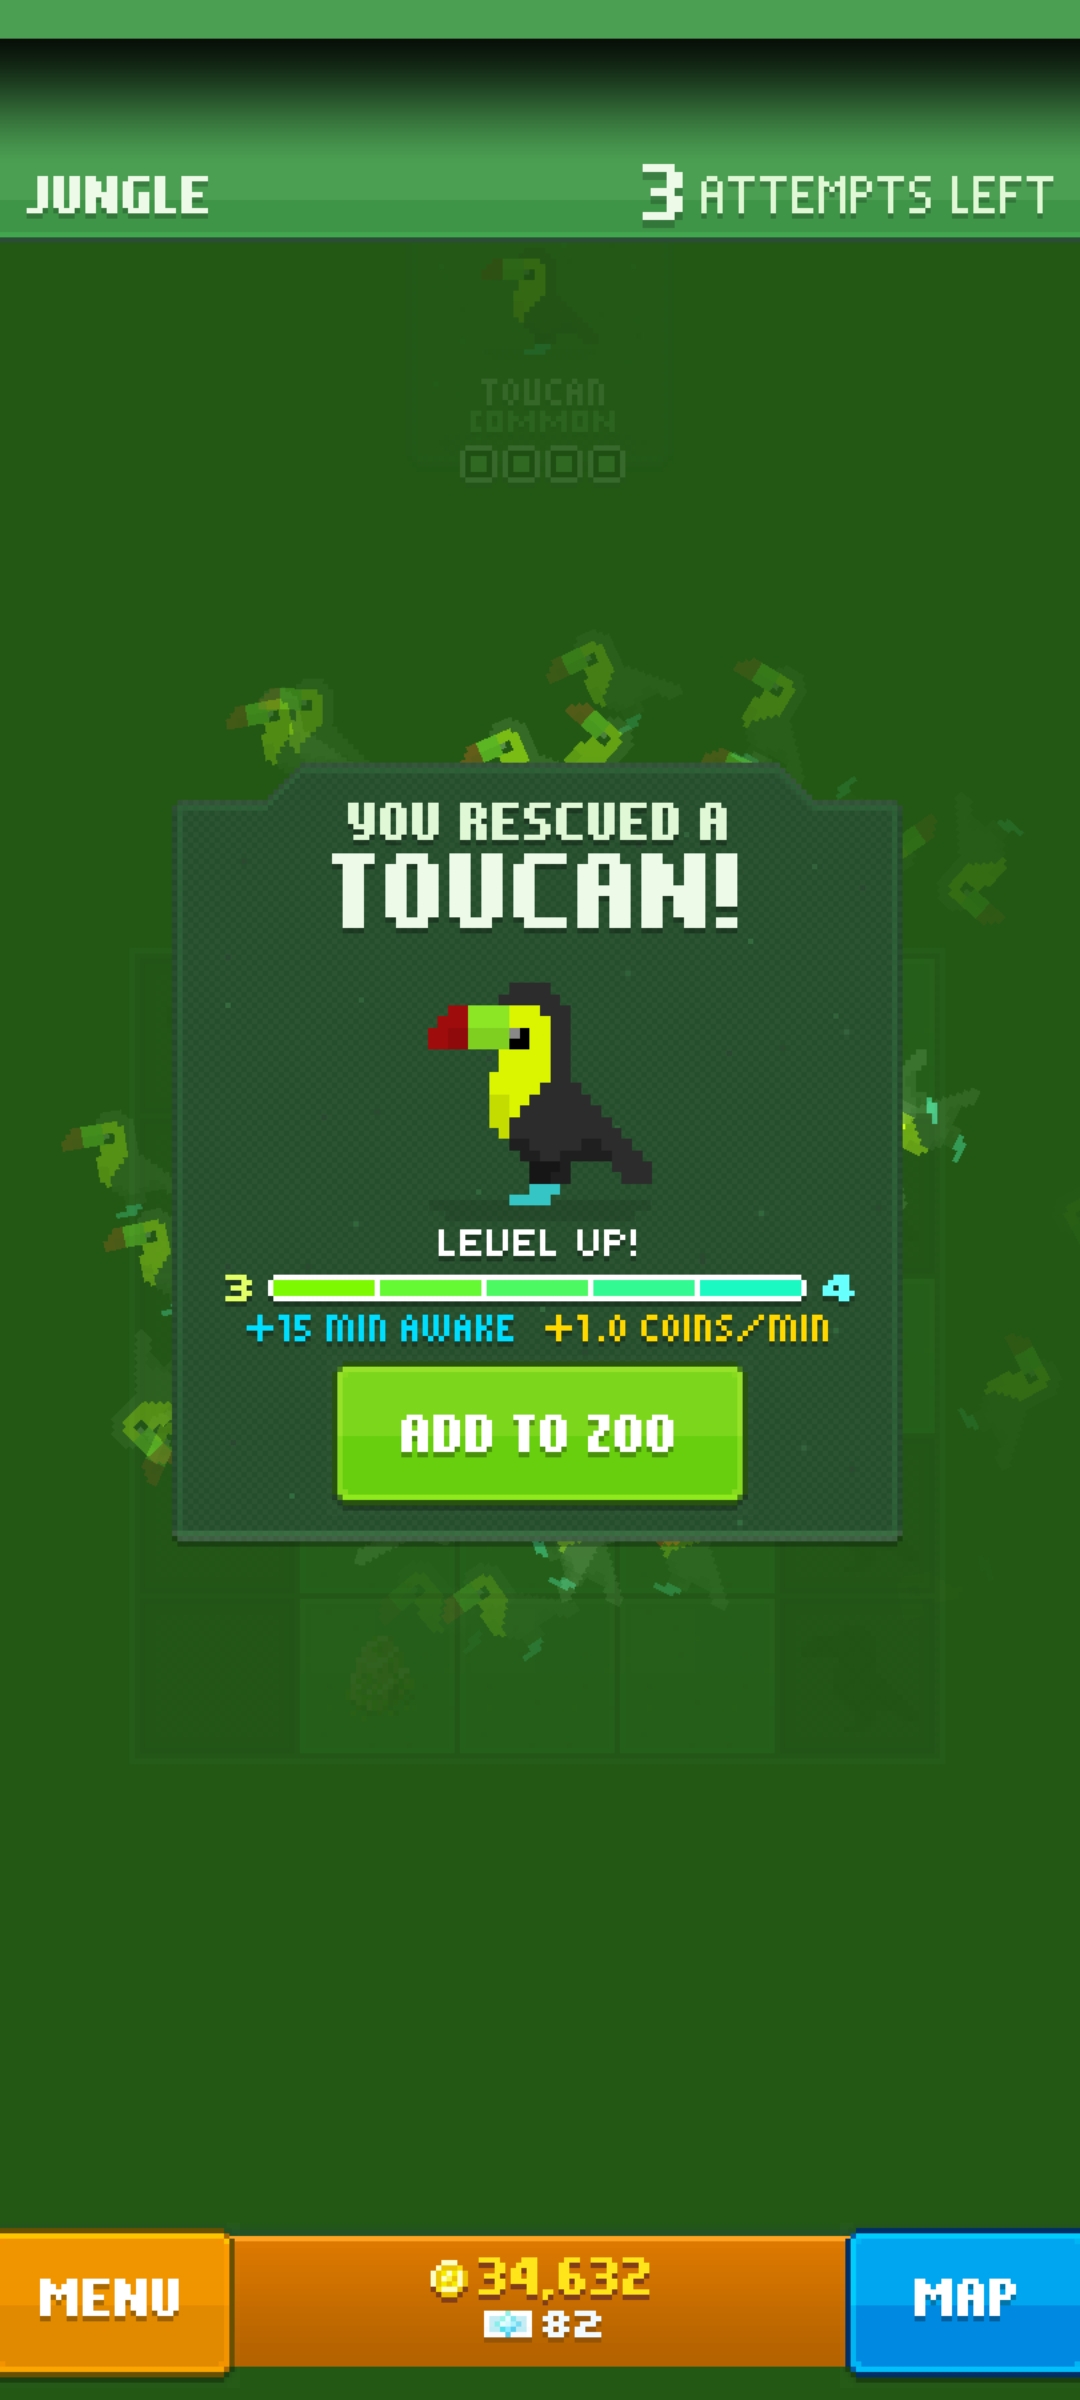 JUNGLE
3 ATTEMPTS LEFT
TOUCAN
COMMON
YOU RESCUED A
TOUCAN!
LEVEL UP!
3 4
+15 MIN AWAKE +1.0 COINS/MIN
ADD TO ZOO
MENU
34,632
82
MAP